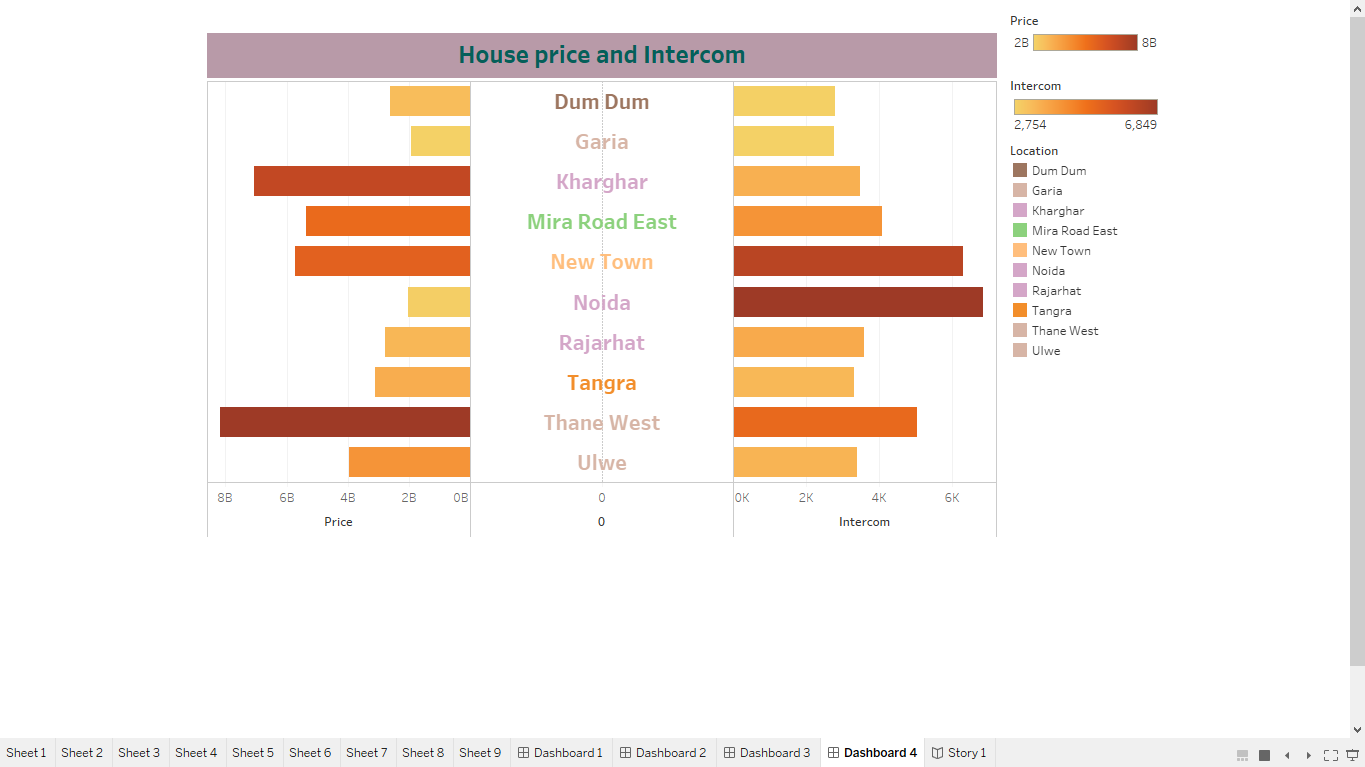 House price and Intercom
Dum Dum
Garia
Kharghar
Mira Road East
New Town
Noida
Rajarhat
Tangra
Thane West
Ulwe
8B 6B 4B 2B 0B 0 0K 2K 4K 6K
Price 0 Intercom
Price
2B 8B
Intercom
2,754 6,849
Location
Dum Dum
Garia
Kharghar
Mira Road East
New Town
Noida
Rajarhat
Tangra
Thane West
Ulwe
Sheet 1 Sheet 2 Sheet 3 Sheet 4 Sheet 5 Sheet 6 Sheet 7 Sheet 8 Sheet 9 Dashboard 1 Dashboard 2 Dashboard 3 Dashboard 4 Story 1